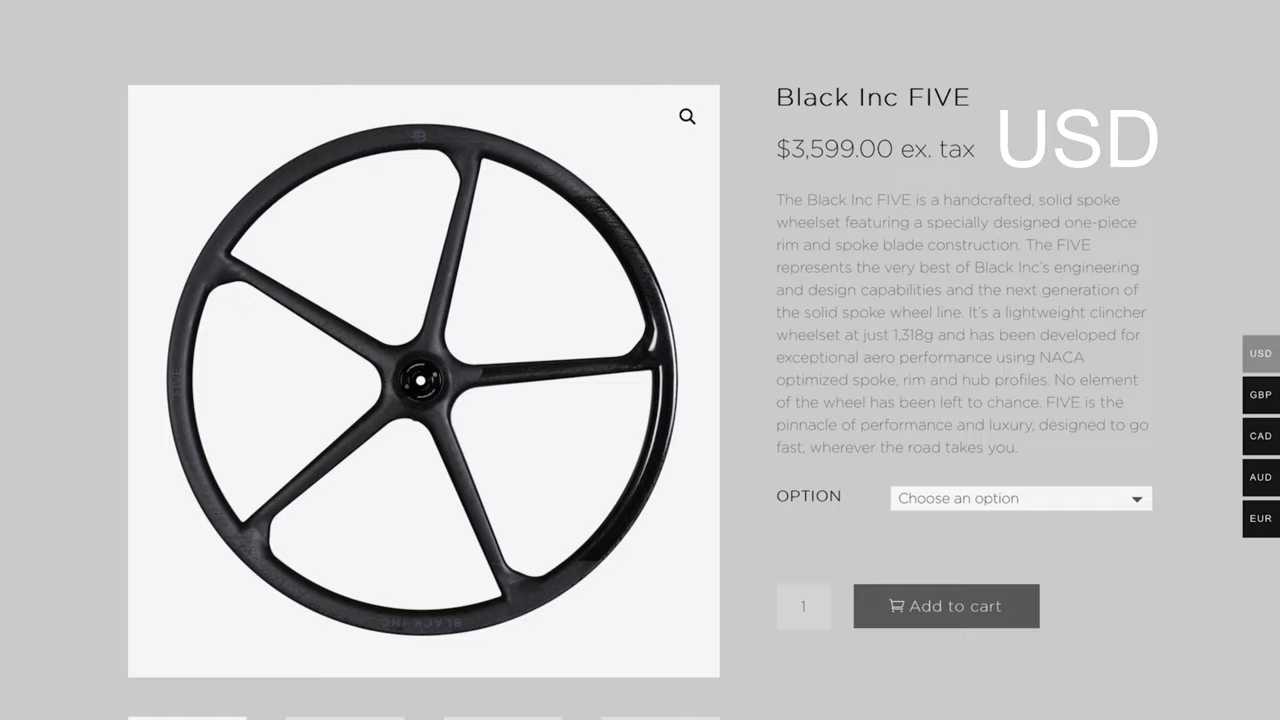 Black Inc FIVE
$3,599.00 ex. tax
USD
The Black Inc FIVE is a handcrafted, solid spoke
wheelset featuring a specially designed one-piece
rim and spoke blade construction. The FIVE
represents the very best of Black Inc's engineering
and design capabilities and the next generation of
the solid spoke wheel line. It's a lightweight clincher
wheelset at just 1,318g and has been developed for
exceptional aero performance using NACA
optimized spoke, rim and hub profiles. No element
of the wheel has been left to chance. FIVE is the
pinnacle of performance and luxury, designed to go
fast, wherever the road takes you.
OPTION
Choose an option
1
Add to cart
USD
GBP
CAD
AUD
EUR
BLACK INC
FIVE